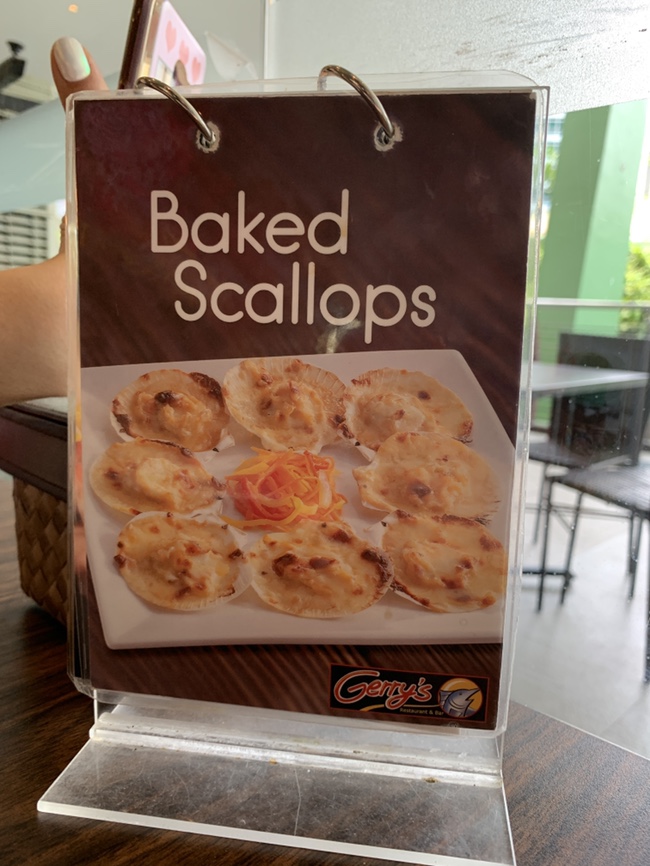 Baked
Scallops
Gerry's
Restaurant & Bar